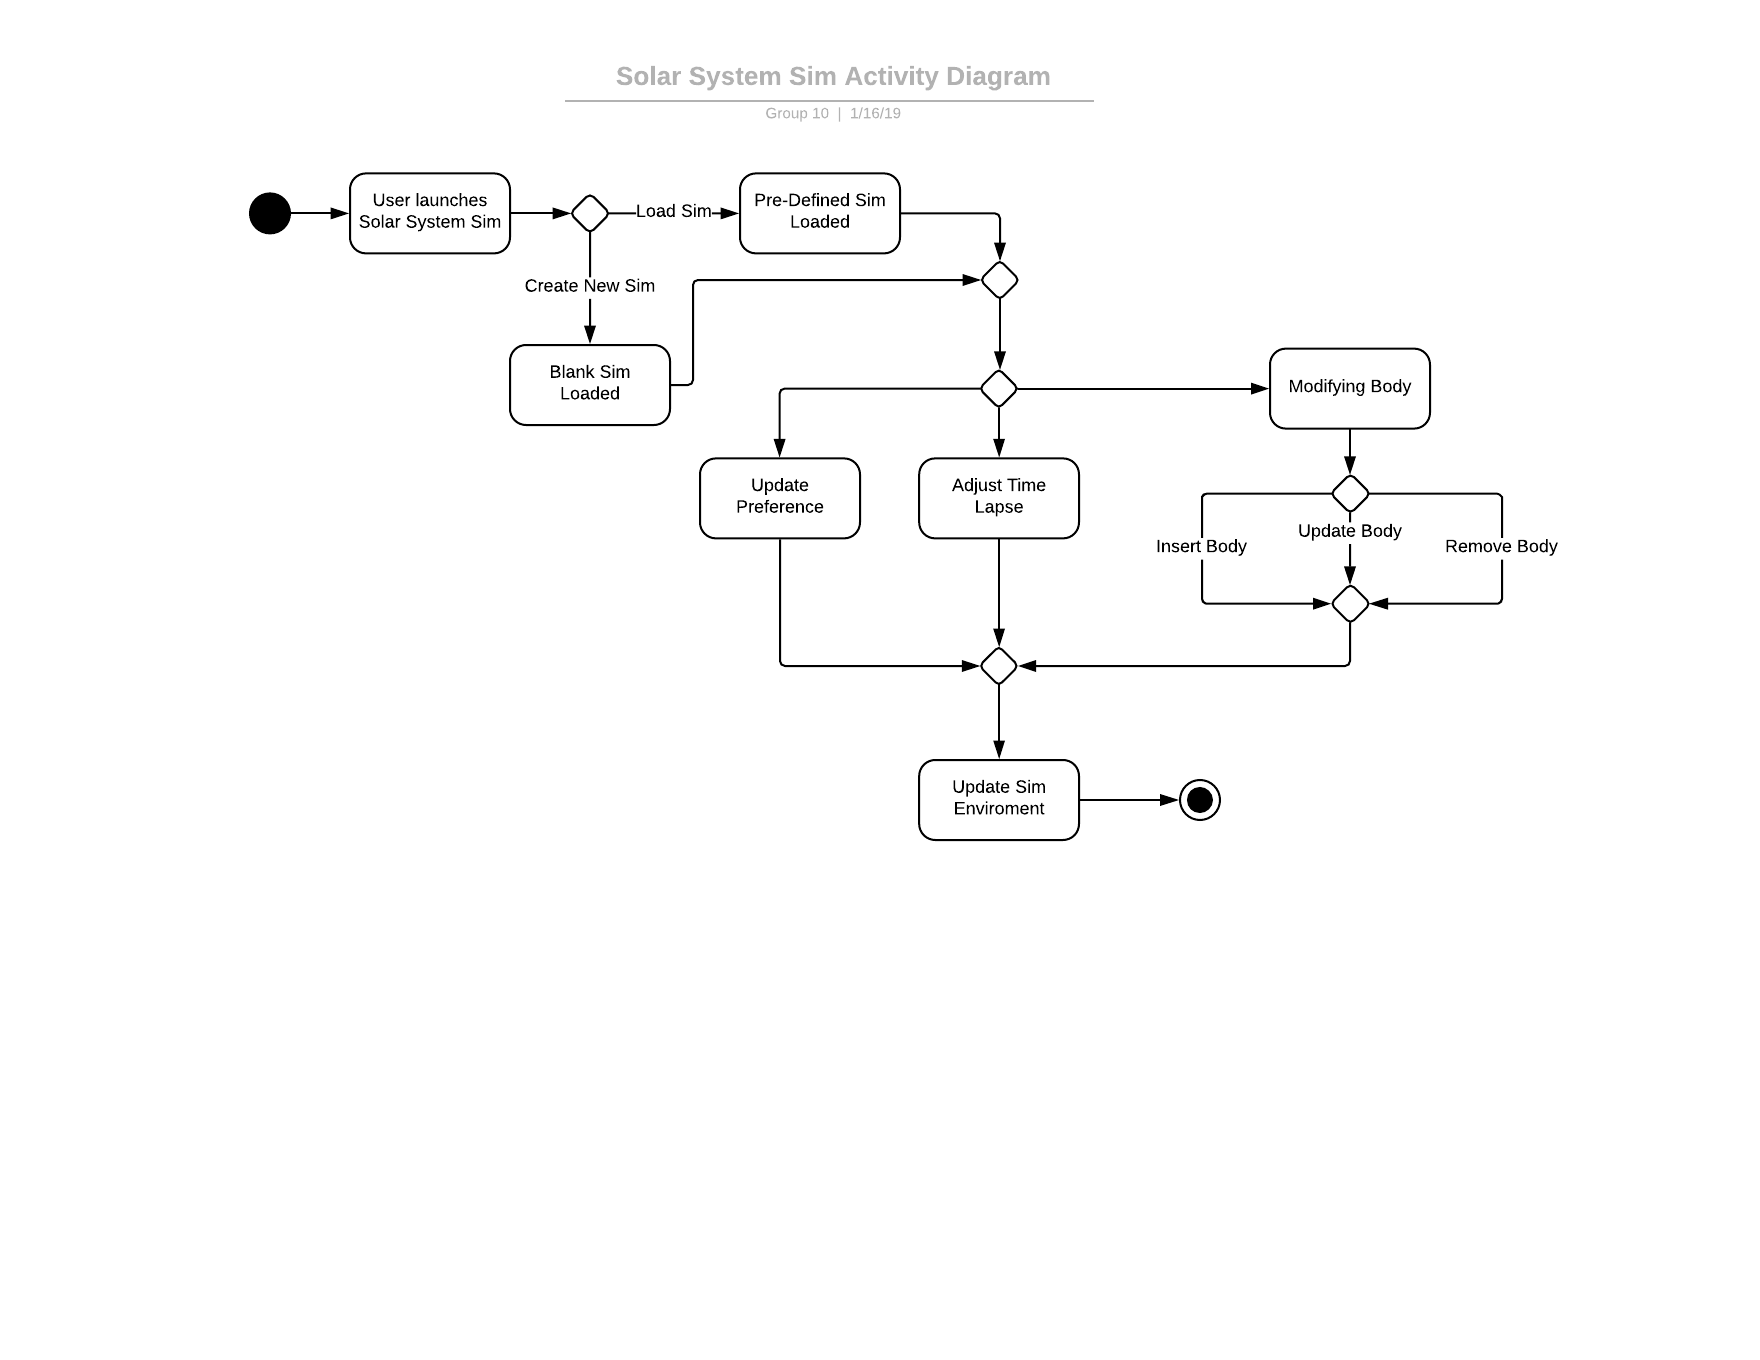 Solar System Sim Activity Diagram
Group 10 | 1/16/19
User launches
Solar System Sim
Load Sim
Pre-Defined Sim
Loaded
Create New Sim
Blank Sim
Loaded
Modifying Body
Update
Preference
Adjust Time
Lapse
Insert Body
Update Body
Remove Body
Update Sim
Enviroment